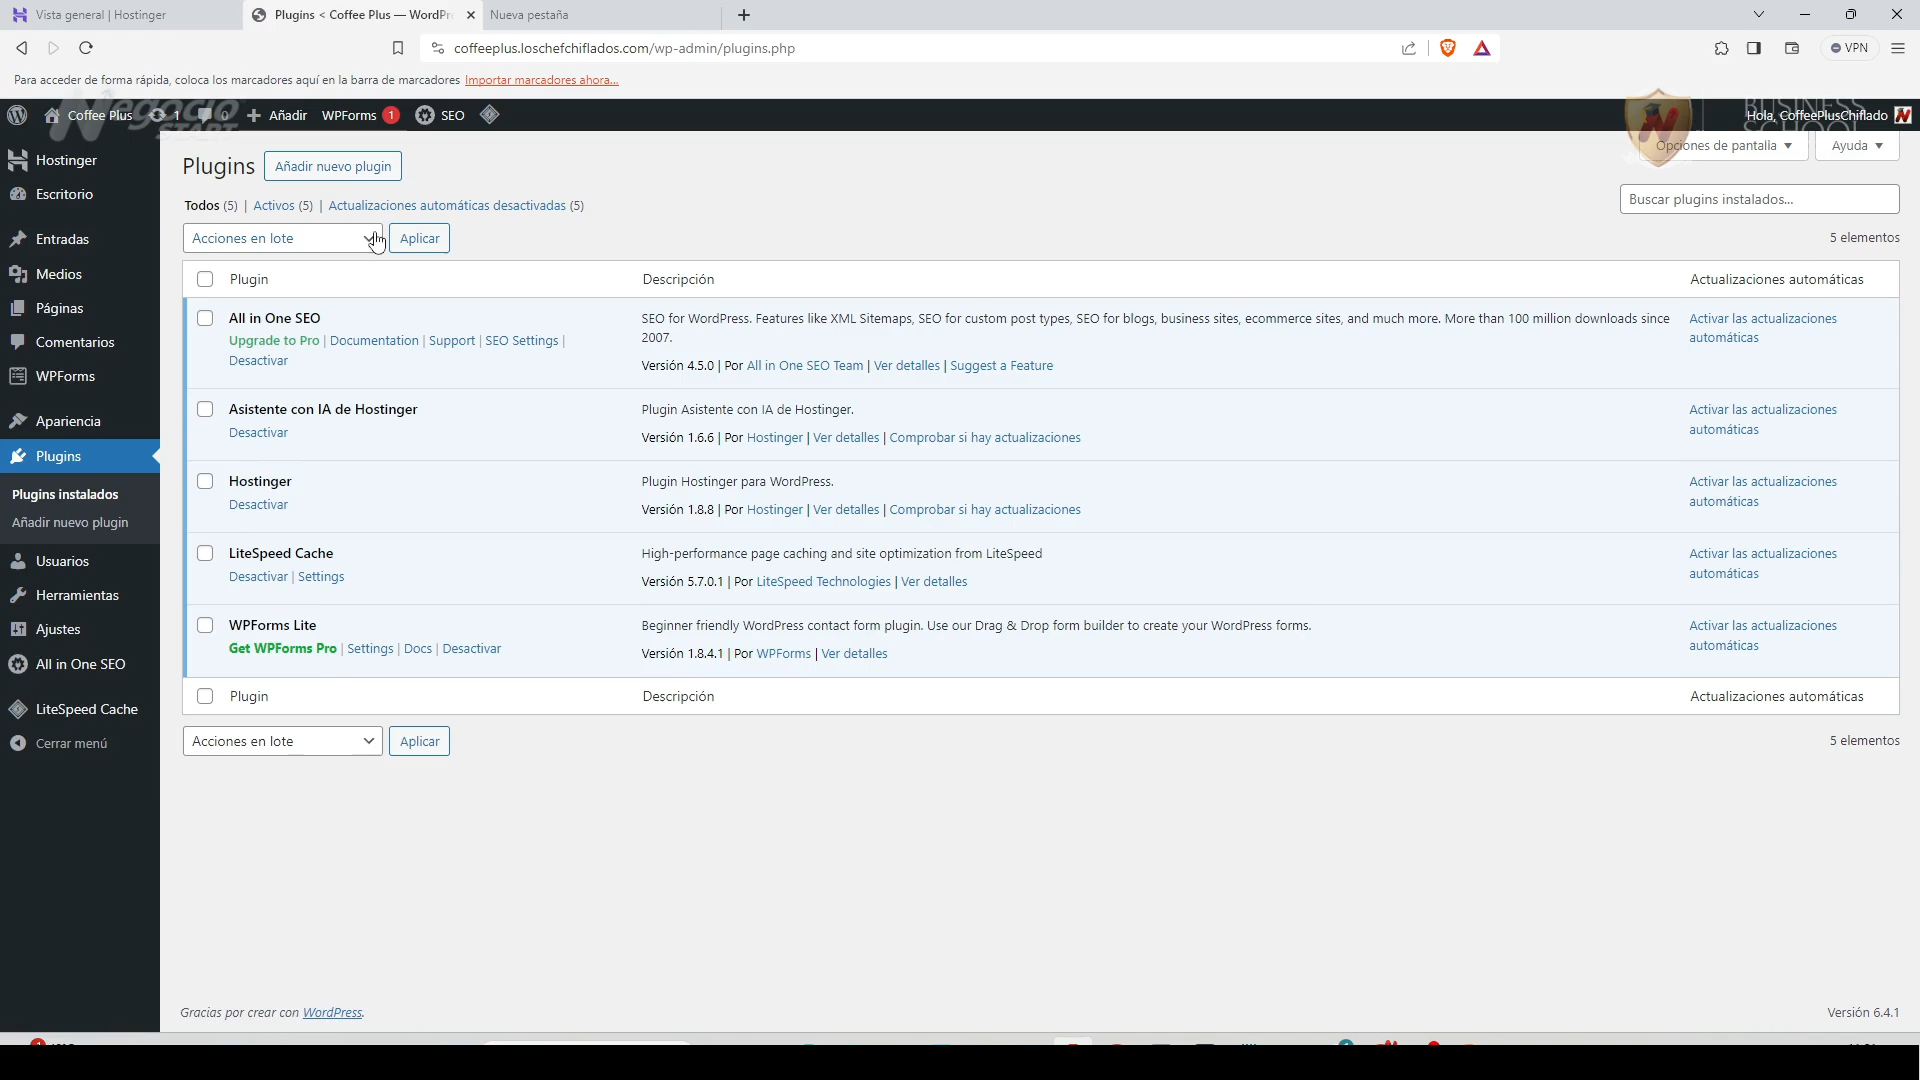 Vista general | Hostinger
Plugins < Coffee Plus — WordPr
Nueva pestaña
coffeeplus.loschefchiflados.com/wp-admin/plugins.php
VPN
Para acceder de forma rápida, coloca los marcadores aquí en la barra de marcadores Importar marcadores ahora...
Negocio
START
Coffee Plus 1 0 Añadir WPForms 1 SEO
BUSINESS
SCHOOL
Hola, CoffeePlusChiflado
Opciones de pantalla
Ayuda
Hostinger
Escritorio
Entradas
Medios
Páginas
Comentarios
WPForms
Apariencia
Plugins
Plugins instalados
Añadir nuevo plugin
Usuarios
Herramientas
Ajustes
All in One SEO
LiteSpeed Cache
Cerrar menú
Plugins Añadir nuevo plugin
Todos (5) | Activos (5) | Actualizaciones automáticas desactivadas (5)
Buscar plugins instalados...
Acciones en lote Aplicar
5 elementos
Plugin Descripción Actualizaciones automáticas
All in One SEO
Upgrade to Pro | Documentation | Support | SEO Settings |
Desactivar
SEO for WordPress. Features like XML Sitemaps, SEO for custom post types, SEO for blogs, business sites, ecommerce sites, and much more. More than 100 million downloads since
2007.
Versión 4.5.0 | Por All in One SEO Team | Ver detalles | Suggest a Feature
Activar las actualizaciones
automáticas
Asistente con IA de Hostinger
Desactivar
Plugin Asistente con IA de Hostinger.
Versión 1.6.6 | Por Hostinger | Ver detalles | Comprobar si hay actualizaciones
Activar las actualizaciones
automáticas
Hostinger
Desactivar
Plugin Hostinger para WordPress.
Versión 1.8.8 | Por Hostinger | Ver detalles | Comprobar si hay actualizaciones
Activar las actualizaciones
automáticas
LiteSpeed Cache
Desactivar | Settings
High-performance page caching and site optimization from LiteSpeed
Versión 5.7.0.1 | Por LiteSpeed Technologies | Ver detalles
Activar las actualizaciones
automáticas
WPForms Lite
Get WPForms Pro | Settings | Docs | Desactivar
Beginner friendly WordPress contact form plugin. Use our Drag & Drop form builder to create your WordPress forms.
Versión 1.8.4.1 | Por WPForms | Ver detalles
Activar las actualizaciones
automáticas
Plugin Descripción Actualizaciones automáticas
Acciones en lote Aplicar
5 elementos
Gracias por crear con WordPress.
Versión 6.4.1